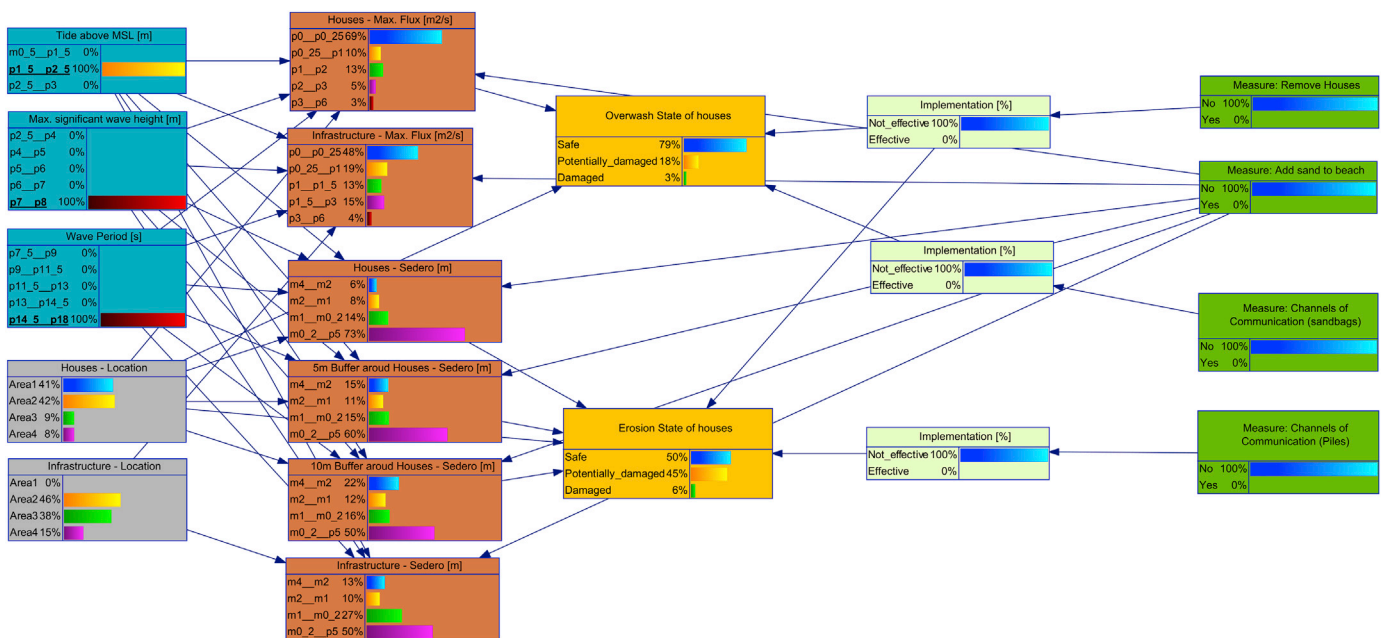 Tide above MSL [m]
m0_5__p1_5 0%
p1_5__p2_5 100%
p2_5__p3 0%
Max. significant wave height [m]
p2_5__p4 0%
p4__p5 0%
p5__p6 0%
p6__p7 0%
p7__p8 100%
Wave Period [s]
p7_5__p9 0%
p9__p11_5 0%
p11_5__p13 0%
p13__p14_5 0%
p14_5__p18 100%
Houses - Location
Area1 41%
Area2 42%
Area3 9%
Area4 8%
Infrastructure - Location
Area1 0%
Area2 46%
Area3 38%
Area4 15%
Houses - Max. Flux [m2/s]
p0__p0_25 69%
p0_25__p1 10%
p1__p2 13%
p2__p3 5%
p3__p6 3%
Infrastructure - Max. Flux [m2/s]
p0__p0_25 48%
p0_25__p1 19%
p1__p1_5 13%
p1_5__p3 15%
p3__p6 4%
Houses - Sedero [m]
m4__m2 6%
m2__m1 8%
m1__m0_2 14%
m0_2__p5 73%
5m Buffer aroud Houses - Sedero [m]
m4__m2 15%
m2__m1 11%
m1__m0_2 15%
m0_2__p5 60%
10m Buffer aroud Houses - Sedero [m]
m4__m2 22%
m2__m1 12%
m1__m0_2 16%
m0_2__p5 50%
Infrastructure - Sedero [m]
m4__m2 13%
m2__m1 10%
m1__m0_2 27%
m0_2__p5 50%
Overwash State of houses
Safe 79%
Potentially_damaged 18%
Damaged 3%
Erosion State of houses
Safe 50%
Potentially_damaged 45%
Damaged 6%
Implementation [%]
Not_effective 100%
Effective 0%
Implementation [%]
Not_effective 100%
Effective 0%
Implementation [%]
Not_effective 100%
Effective 0%
Measure: Remove Houses
No 100%
Yes 0%
Measure: Add sand to beach
No 100%
Yes 0%
Measure: Channels of
Communication (sandbags)
No 100%
Yes 0%
Measure: Channels of
Communication (Piles)
No 100%
Yes 0%